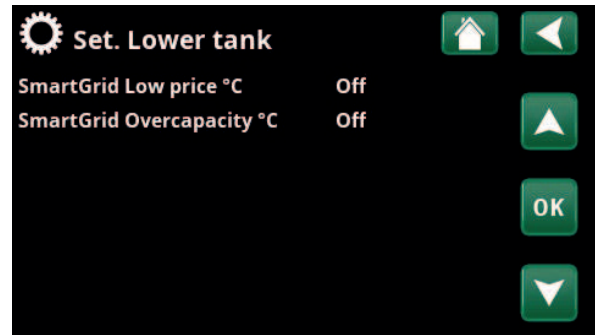 Set. Lower tank
SmartGrid Low price °C Off
SmartGrid Overcapacity °C Off
OK